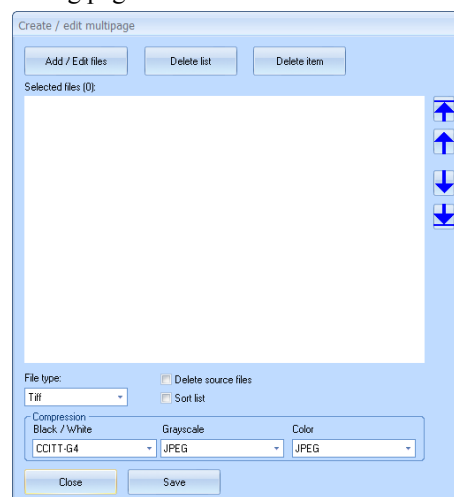 Create / edit multipage
Add / Edit files Delete list Delete item
Selected files (0):
File type: Delete source files
Tiff Sort list
Compression
Black / White Grayscale Color
CCITT-G4 JPEG JPEG
Close Save